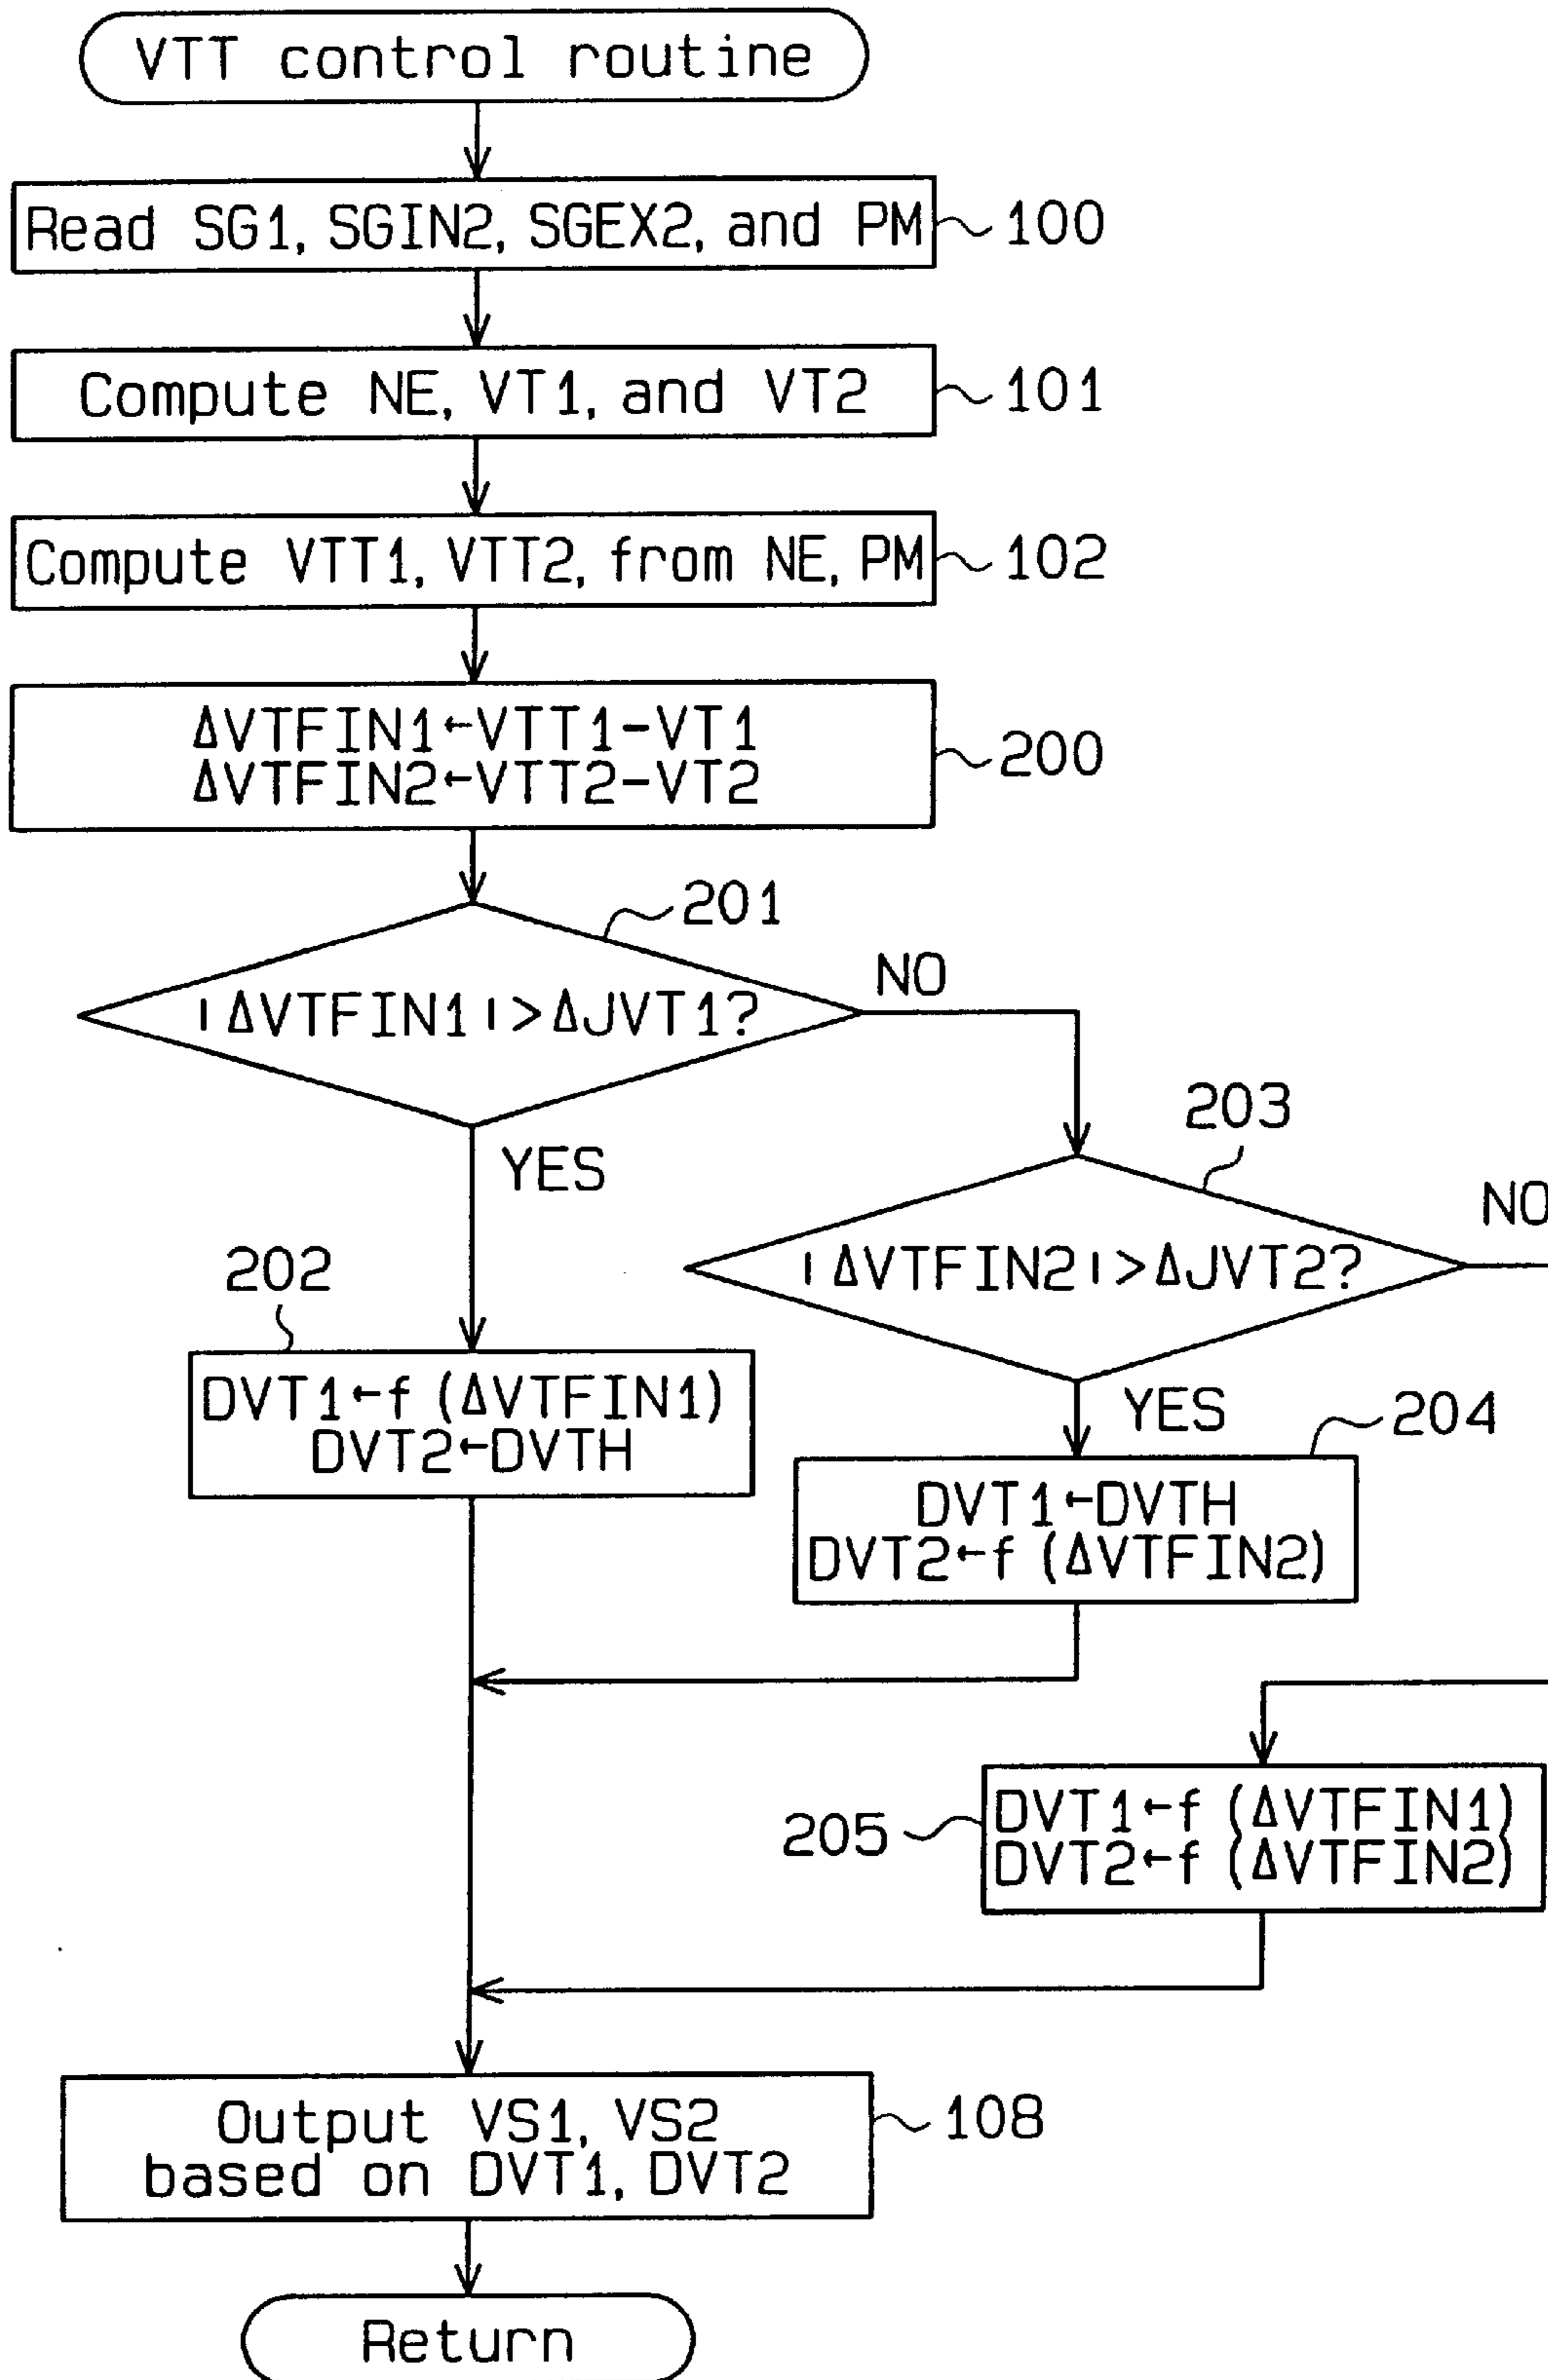 VTT control routine
Read SG1, SGIN2, SGEX2, and PM
100
Compute NE, VT1, and VT2
101
Compute VTT1, VTT2, from NE, PM
102
ΔVTFIN1←VTT1-VT1
ΔVTFIN2←VTT2-VT2
200
201
|ΔVTFIN1|>ΔJVT1?
NO
YES
203
|ΔVTFIN2|>ΔJVT2?
NO
YES
202
DVT1←f (ΔVTFIN1)
DVT2←DVTH
204
DVT1←DVTH
DVT2←f (ΔVTFIN2)
205
DVT1←f (ΔVTFIN1)
DVT2←f (ΔVTFIN2)
Output VS1, VS2
based on DVT1, DVT2
108
Return